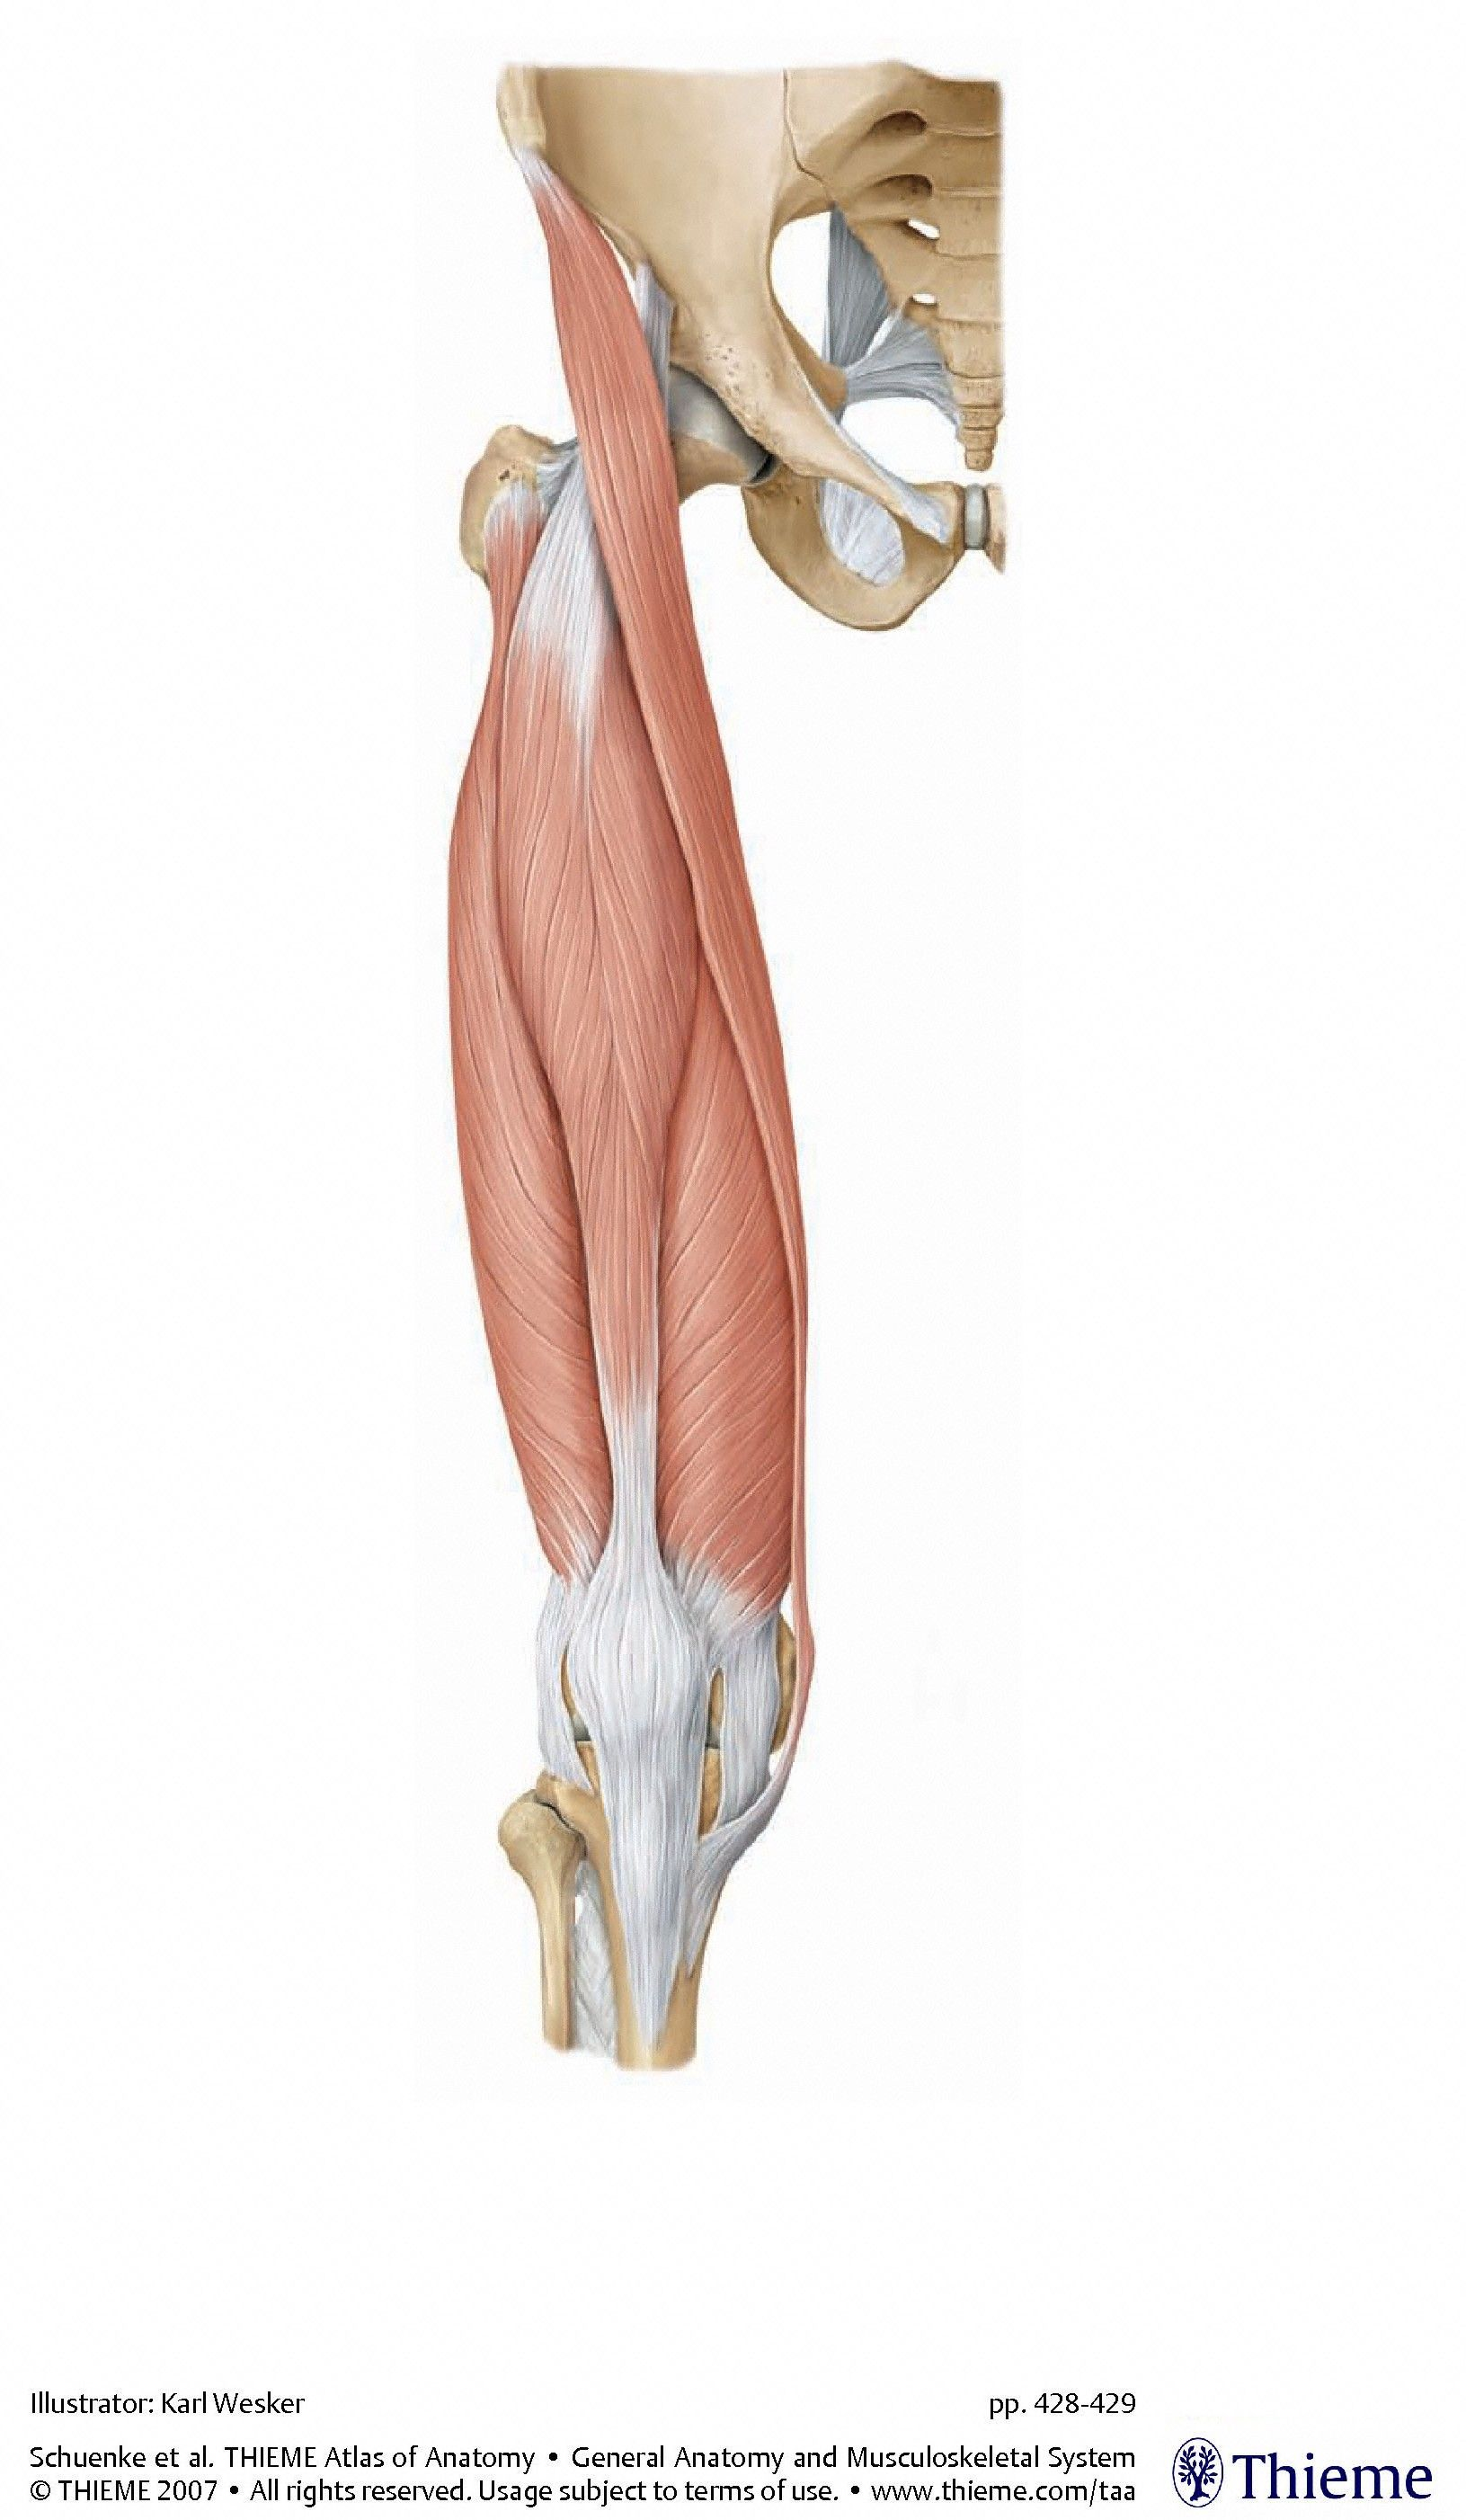 Illustrator: Karl Wesker
pp. 428-429
Schuenke et al. THIEME Atlas of Anatomy • General Anatomy and Musculoskeletal System
© THIEME 2007 • All rights reserved. Usage subject to terms of use. • www.thieme.com/taa
Thieme